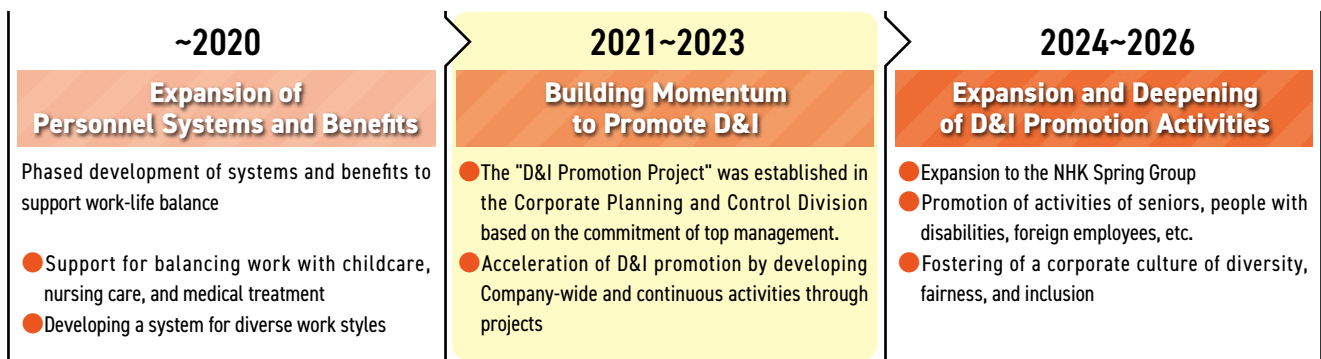 ~2020
Expansion of
Personnel Systems and Benefits
Phased development of systems and benefits to
support work-life balance
●Support for balancing work with childcare,
nursing care, and medical treatment
●Developing a system for diverse work styles
2021~2023
Building Momentum
to Promote D&I
●The "D&I Promotion Project" was established in
the Corporate Planning and Control Division
based on the commitment of top management.
●Acceleration of D&I promotion by developing
Company-wide and continuous activities through
projects
2024~2026
Expansion and Deepening
of D&I Promotion Activities
●Expansion to the NHK Spring Group
●Promotion of activities of seniors, people with
disabilities, foreign employees, etc.
●Fostering of a corporate culture of diversity,
fairness, and inclusion